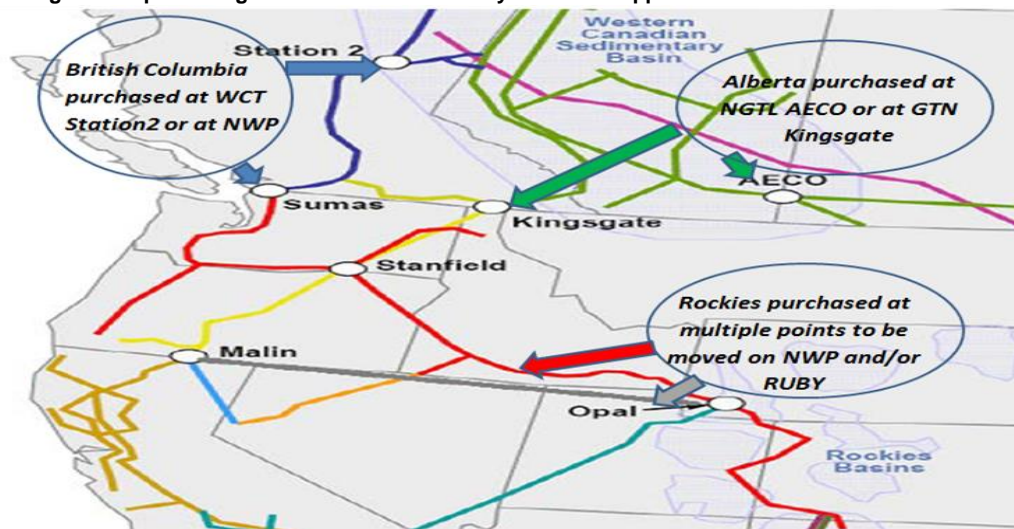 Station 2
Western
Canadian
Sedimentary
Basin
British Columbia
purchased at WCT
Station2 or at NWP
Alberta purchased at
NGTL AECO or at GTN
Kingsgate
AECO
Sumas
Kingsgate
Stanfield
Rockies purchased at
multiple points to be
moved on NWP and/or
RUBY
Malin
Opal
Rockies
Basins